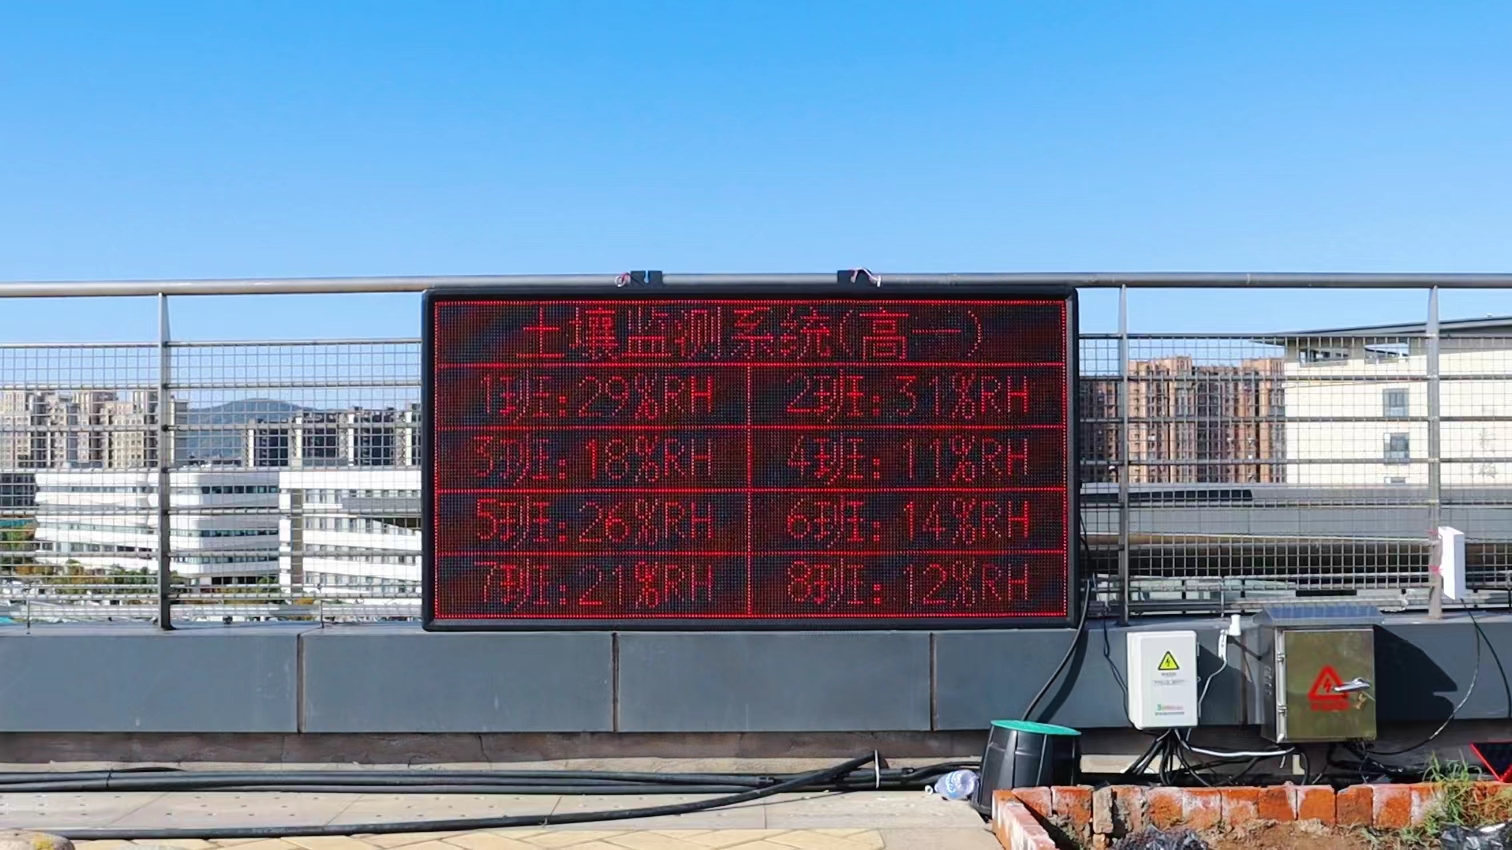 土壤监测系统(高一)
1班:29%RH 2班:31%RH
3班:18%RH 4班:11%RH
5班:26%RH 6班:14%RH
7班:21%RH 8班:12%RH